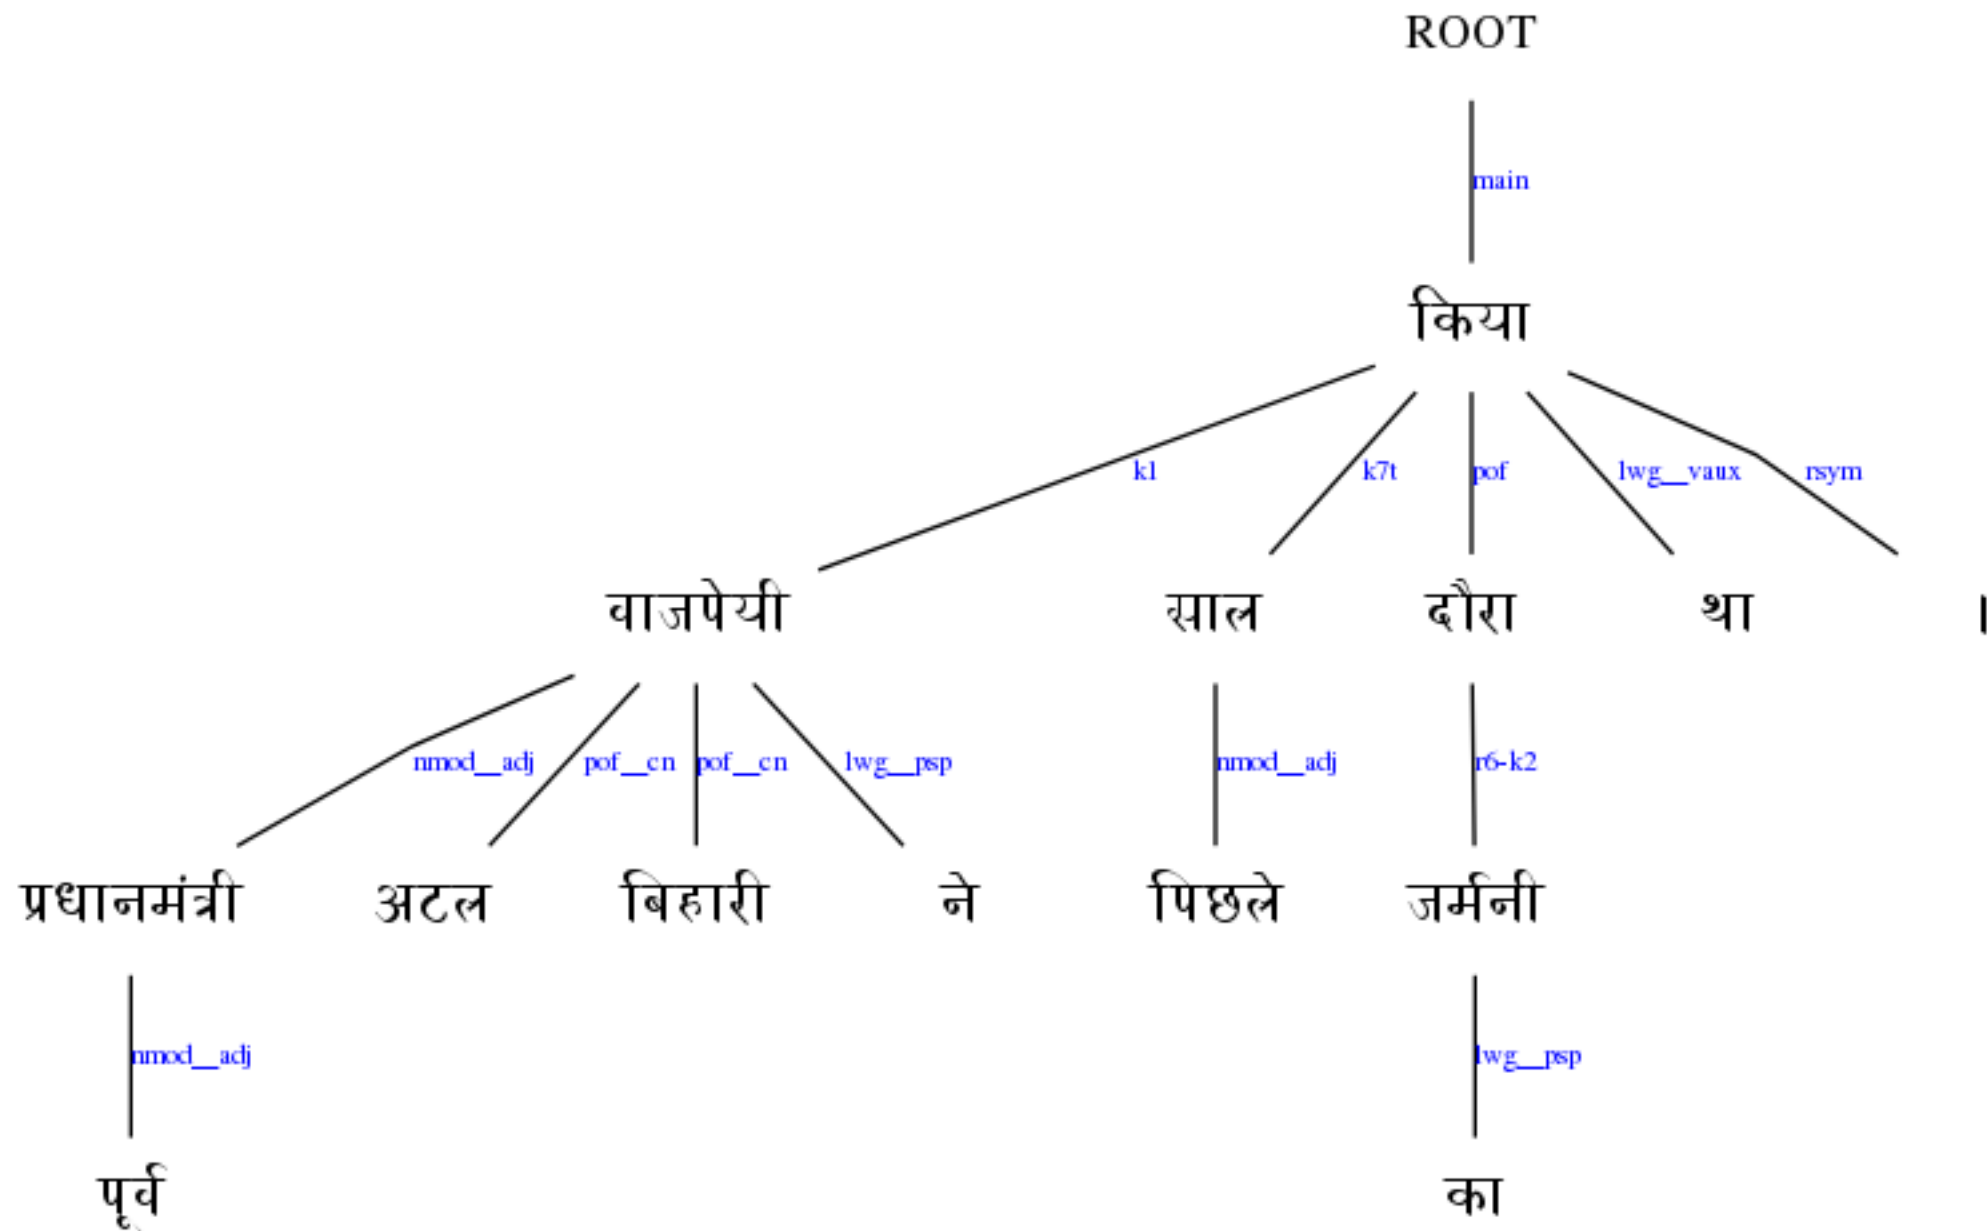 ROOT
main
किया
k1 k7t pof lwg__vaux rsym
वाजपेयी साल दौरा था ।
nmod__adj pof__cn pof__cn lwg__psp nmod__adj r6-k2
प्रधानमंत्री अटल बिहारी ने पिछले जर्मनी
nmod__adj lwg__psp
पूर्व का